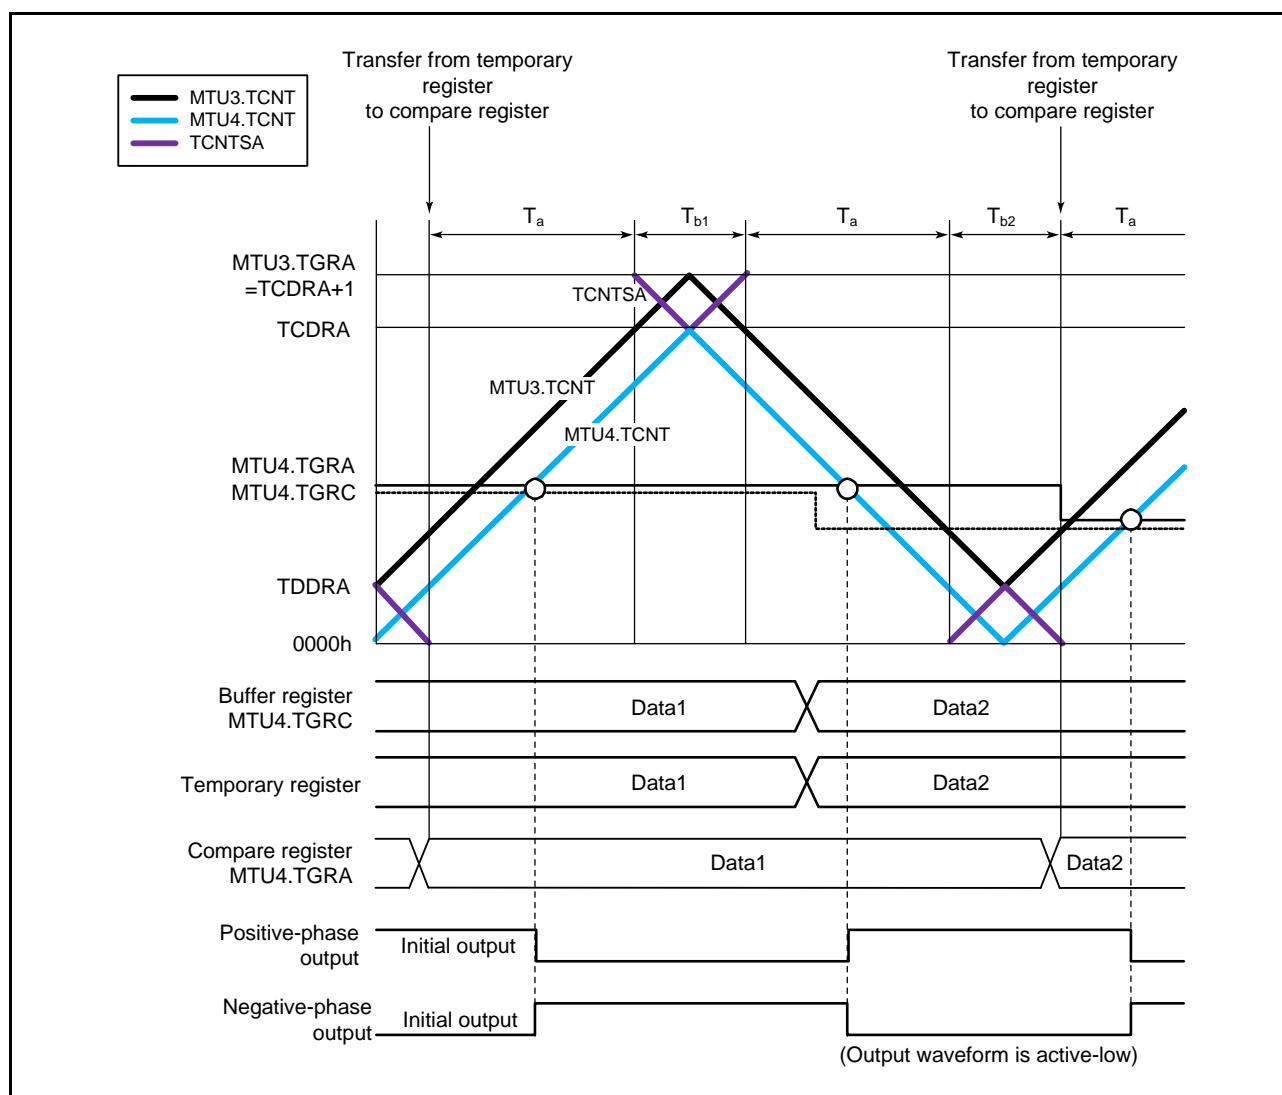 Transfer from temporary
register
to compare register
Transfer from temporary
register
to compare register
MTU3.TCNT
MTU4.TCNT
TCNTSA
Ta
Tb1
Ta
Tb2
Ta
MTU3.TGRA
=TCDRA+1
TCNTSA
TCDRA
MTU3.TCNT
MTU4.TCNT
MTU4.TGRA
MTU4.TGRC
TDDRA
0000h
Buffer register
MTU4.TGRC
Data1
Data2
Temporary register
Data1
Data2
Compare register
MTU4.TGRA
Data1
Data2
Positive-phase
output
Initial output
Negative-phase
output
Initial output
(Output waveform is active-low)